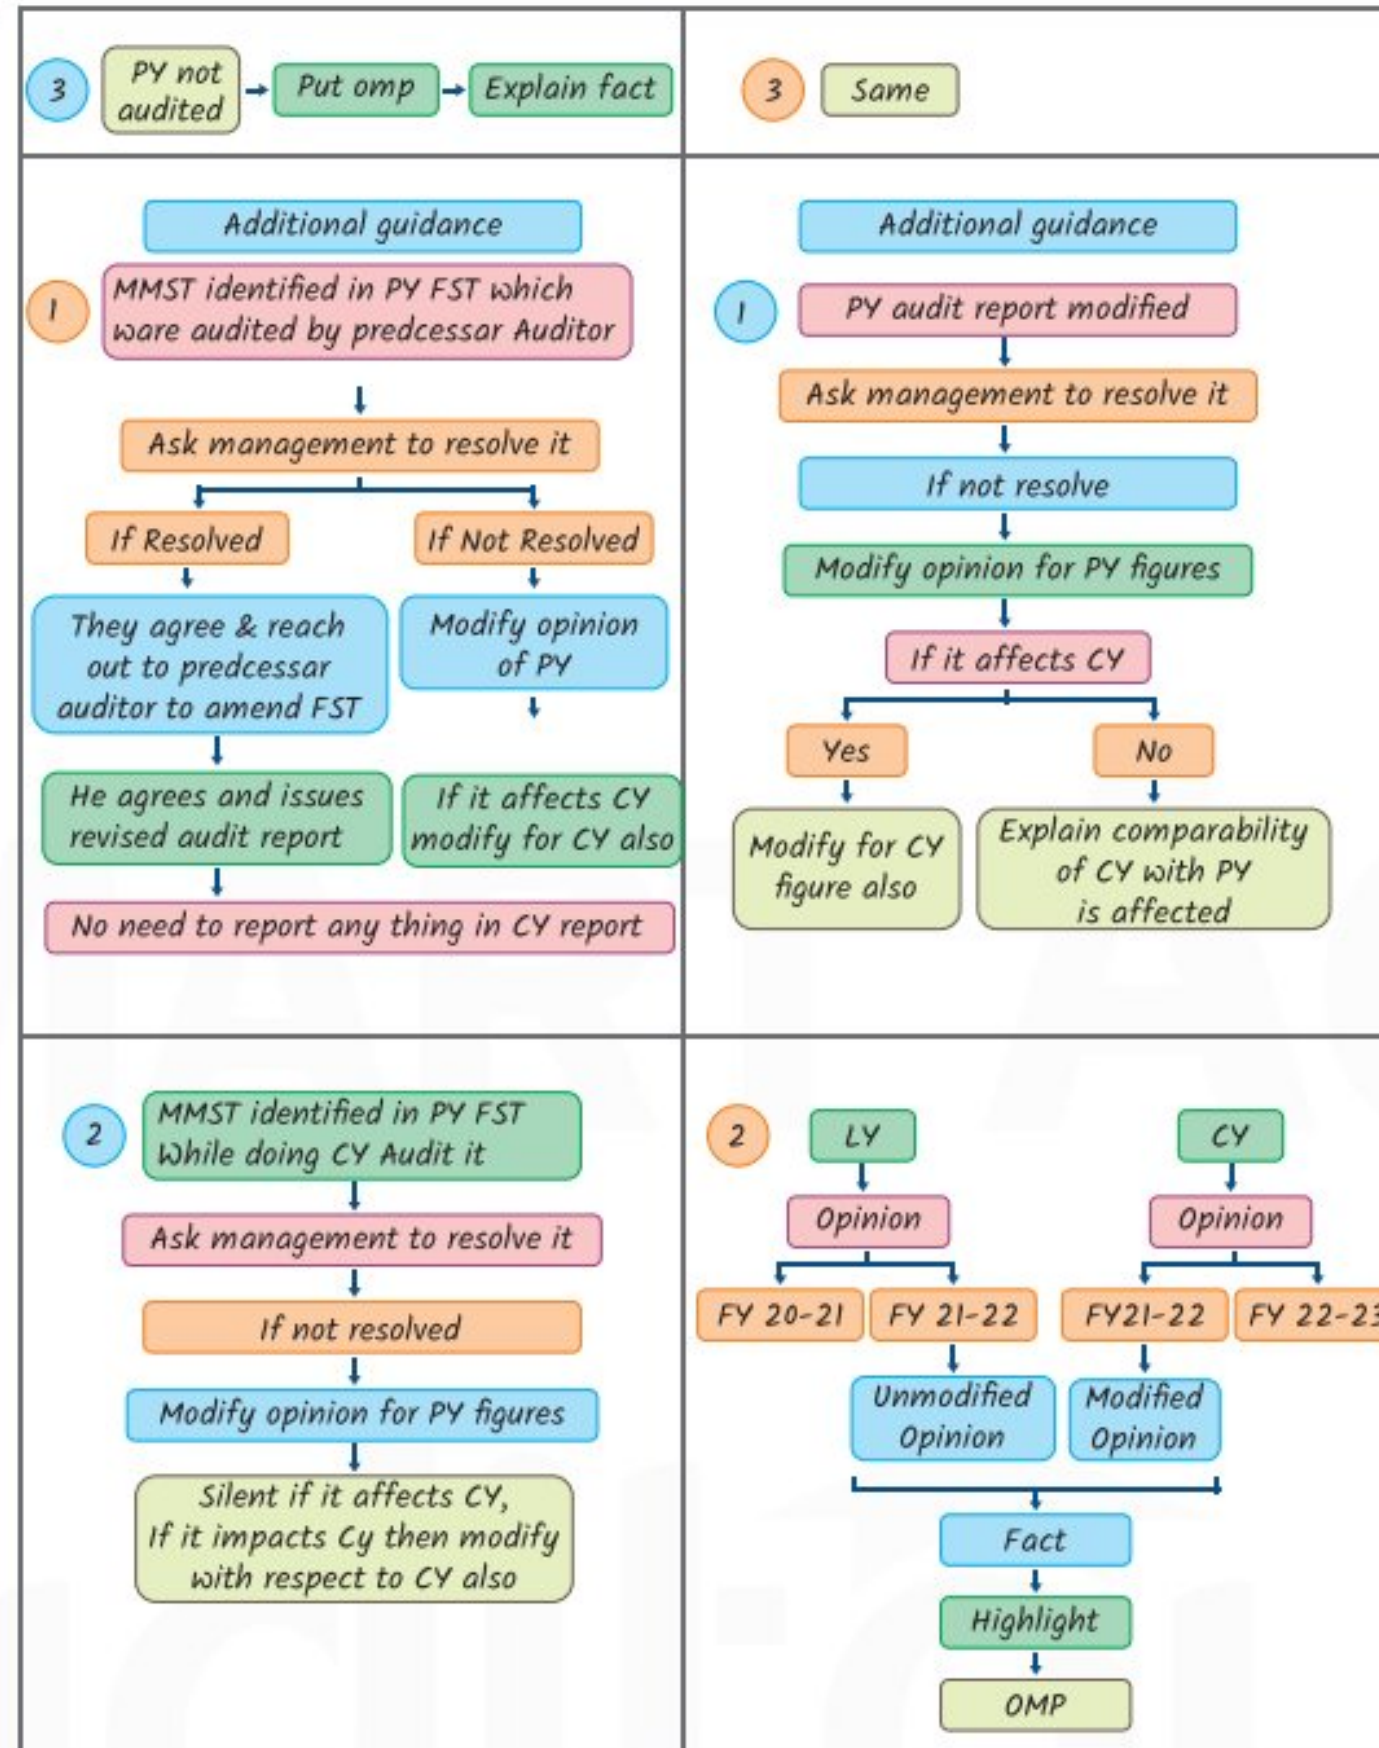 3
PY not
audited
Put omp
Explain fact
3
Same
Additional guidance
1
MMST identified in PY FST which
ware audited by predcessar Auditor
Ask management to resolve it
If Resolved
If Not Resolved
They agree & reach
out to predcessar
auditor to amend FST
Modify opinion
of PY
He agrees and issues
revised audit report
If it affects CY
modify for CY also
No need to report any thing in CY report
Additional guidance
1
PY audit report modified
Ask management to resolve it
If not resolve
Modify opinion for PY figures
If it affects CY
Yes
No
Modify for CY
figure also
Explain comparability
of CY with PY
is affected
2
MMST identified in PY FST
While doing CY Audit it
Ask management to resolve it
If not resolved
Modify opinion for PY figures
Silent if it affects CY,
If it impacts Cy then modify
with respect to CY also
2
LY
CY
Opinion
Opinion
FY 20-21
FY 21-22
FY21-22
FY 22-23
Unmodified
Opinion
Modified
Opinion
Fact
Highlight
OMP